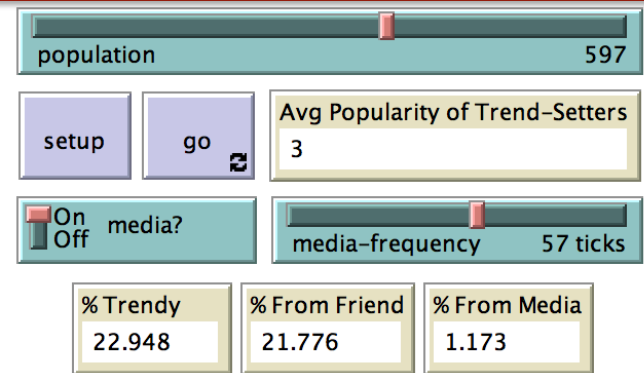 population 597
setup
go
Avg Popularity of Trend-Setters
3
On
Off
media?
media-frequency 57 ticks
% Trendy
22.948
% From Friend
21.776
% From Media
1.173